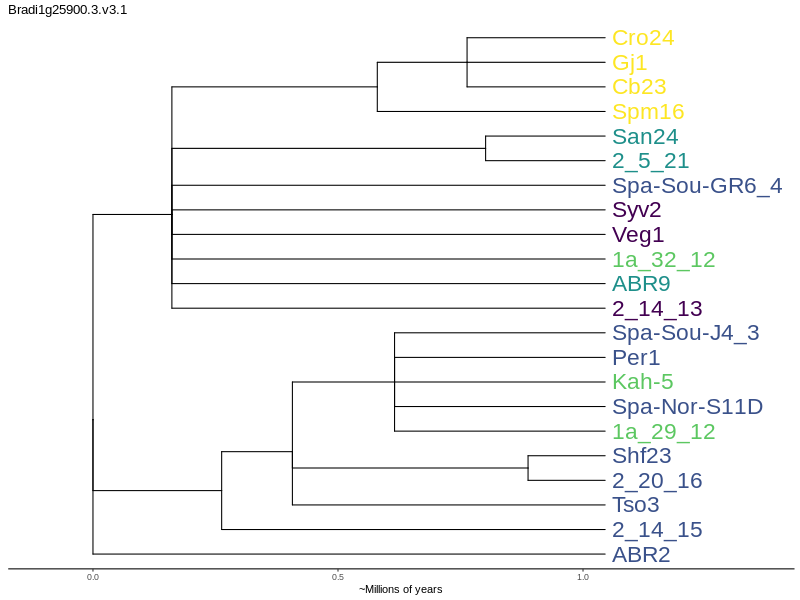 Bradi1g25900.3.v3.1
Cro24
Gj1
Cb23
Spm16
San24
2_5_21
Spa-Sou-GR6_4
Syv2
Veg1
1a_32_12
ABR9
2_14_13
Spa-Sou-J4_3
Per1
Kah-5
Spa-Nor-S11D
1a_29_12
Shf23
2_20_16
Tso3
2_14_15
ABR2
0.0 0.5 1.0
~Millions of years